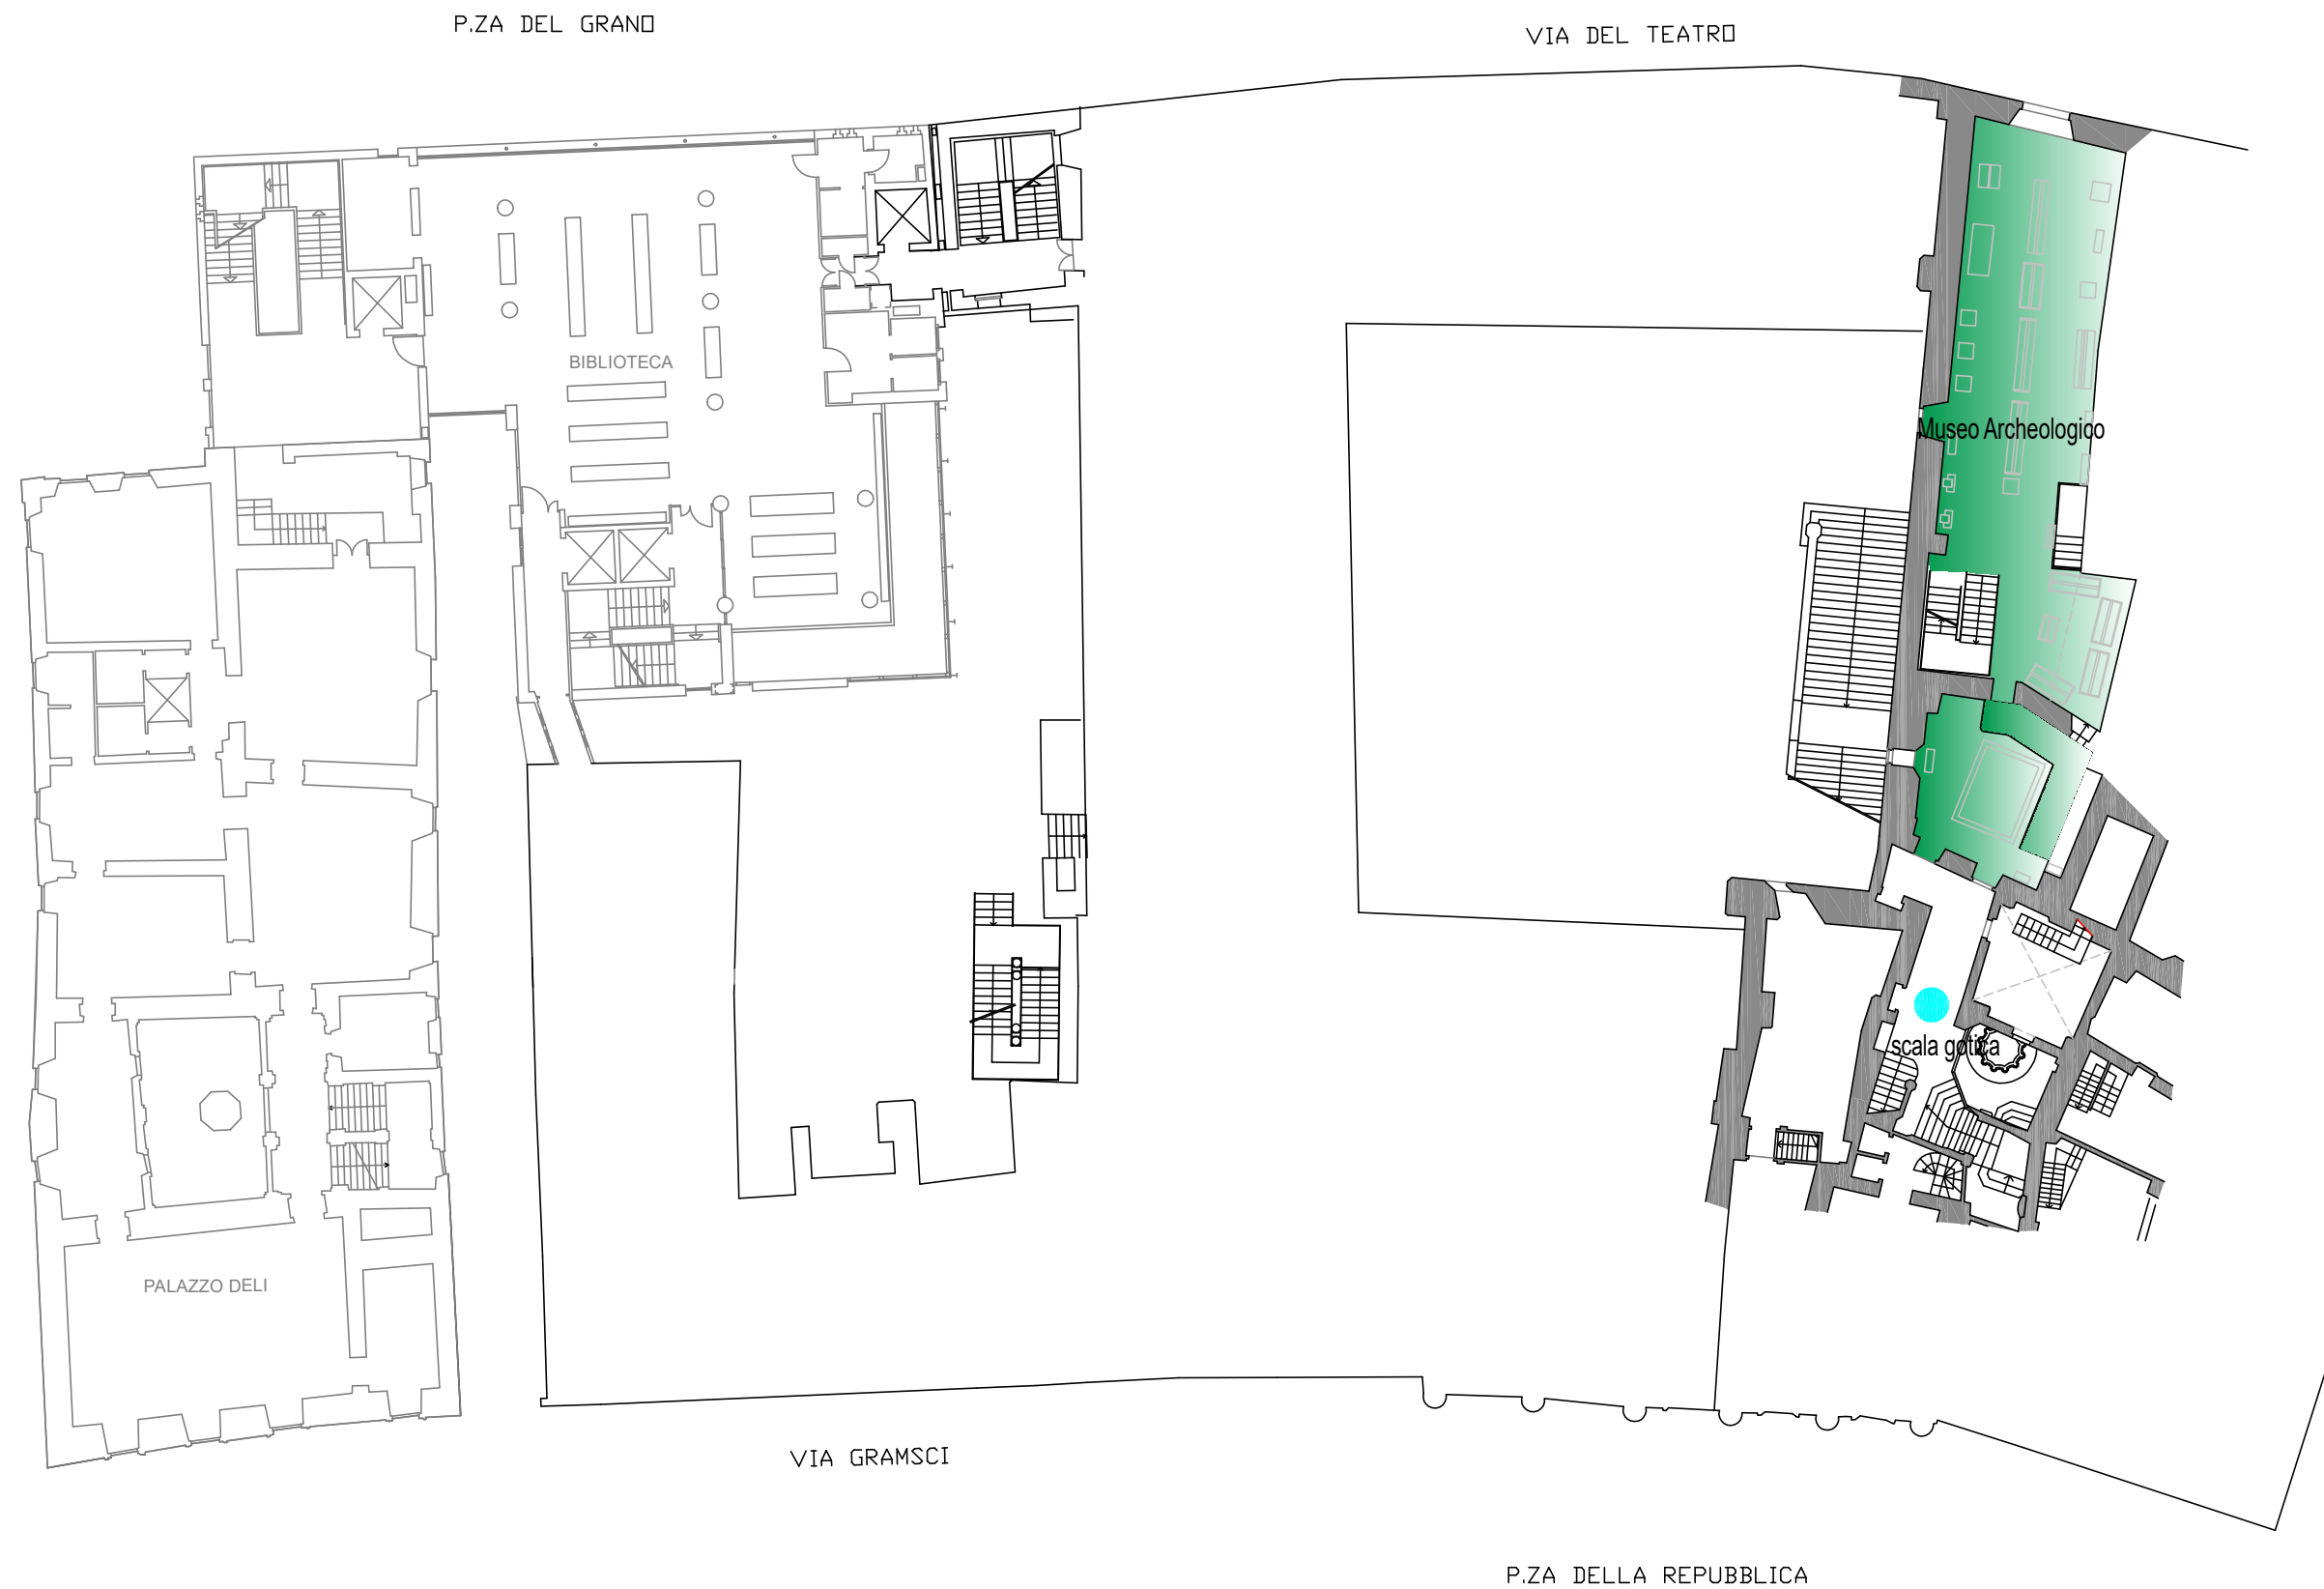 P.ZA DEL GRANO
VIA DEL TEATRO
BIBLIOTECA
Museo Archeologico
scala gotica
PALAZZO DELI
VIA GRAMSCI
P.ZA DELLA REPUBBLICA